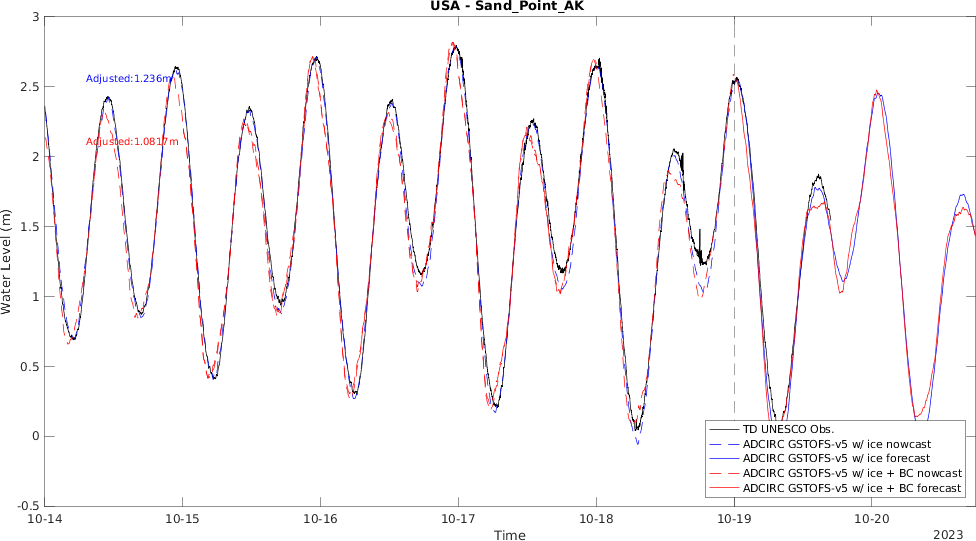 USA - Sand_Point_AK
Water Level (m)
3
2.5
2
1.5
1
0.5
0
-0.5
Adjusted:1.236m
Adjusted:1.0817m
TD UNESCO Obs.
ADCIRC GSTOFS-v5 w/ ice nowcast
ADCIRC GSTOFS-v5 w/ ice forecast
ADCIRC GSTOFS-v5 w/ ice + BC nowcast
ADCIRC GSTOFS-v5 w/ ice + BC forecast
10-14 10-15 10-16 10-17 10-18 10-19 10-20
Time
2023